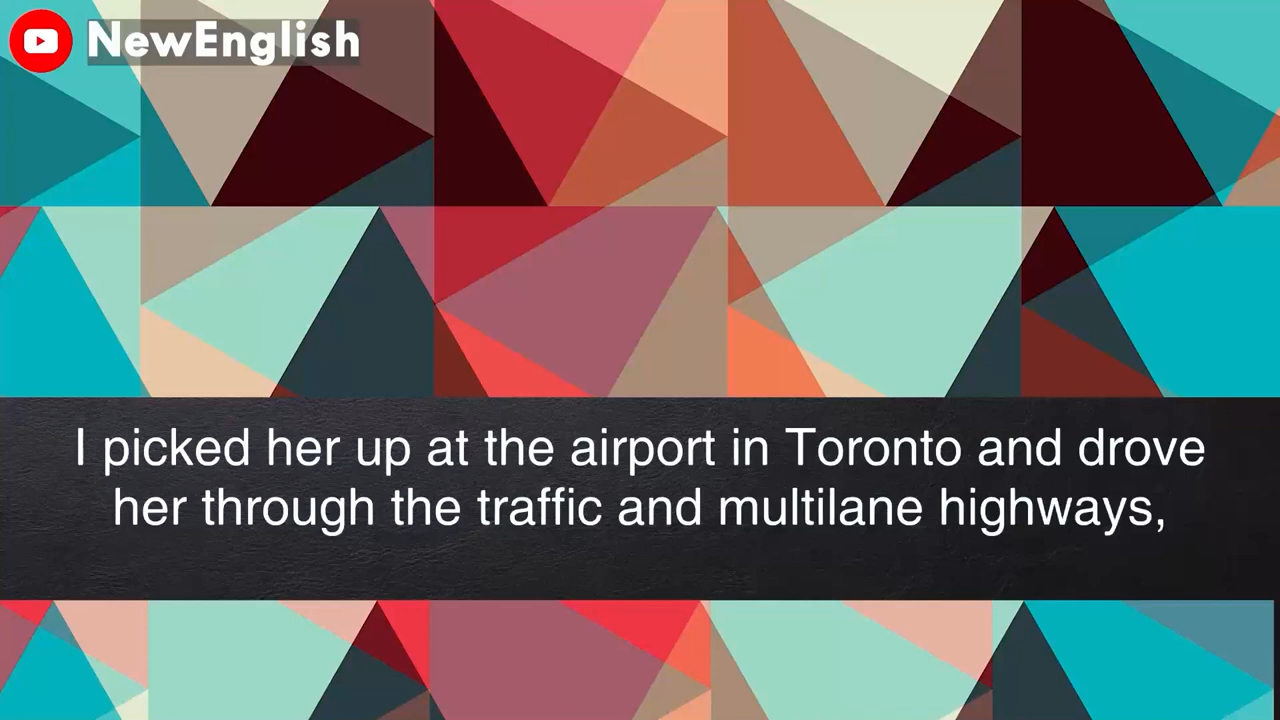 NewEnglish
I picked her up at the airport in Toronto and drove
her through the traffic and multilane highways,